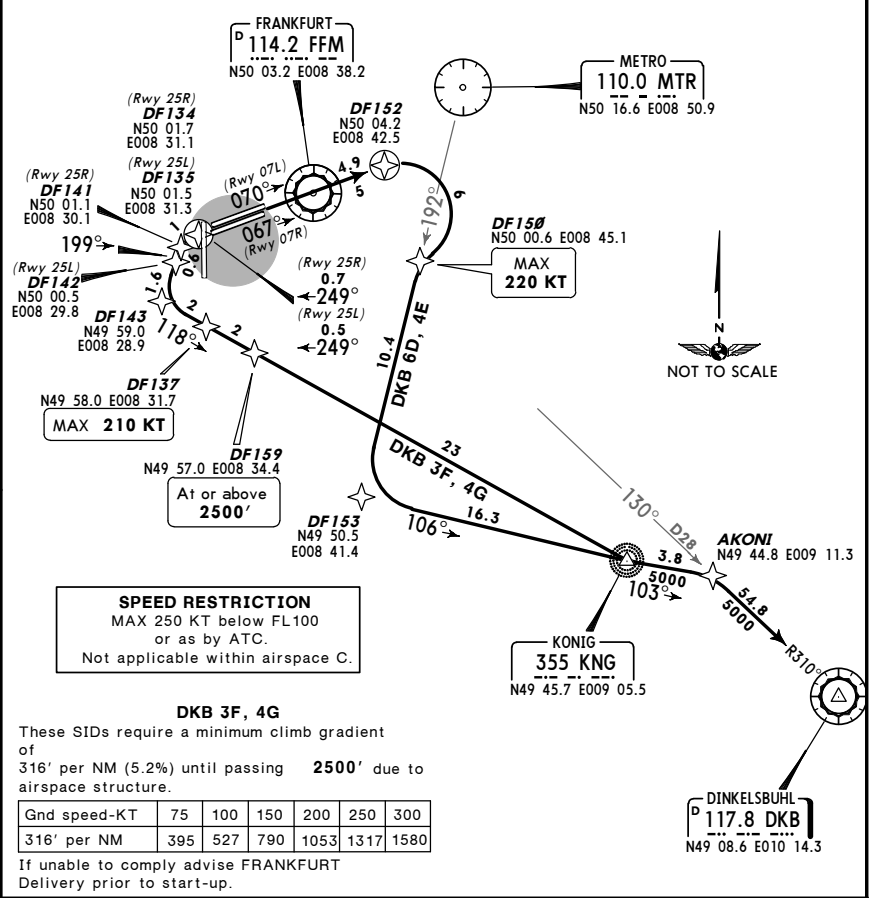 FRANKFURT
D 114.2 FFM
N50 03.2 E008 38.2
METRO
110.0 MTR
N50 16.6 E008 50.9
(Rwy 25R)
DF134
N50 01.7
E008 31.1
(Rwy 25L)
DF135
N50 01.5
E008 31.3
DF152
N50 04.2
E008 42.5
(Rwy 25R)
DF141
N50 01.1
E008 30.1
199°
(Rwy 25L)
DF142
N50 00.5
E008 29.8
(Rwy 07L)
070°
067°
(Rwy 07R)
4.9
5
9
192°
DF150
N50 00.6 E008 45.1
MAX
220 KT
1
0.6
1.6
(Rwy 25R)
0.7
249°
(Rwy 25L)
0.5
249°
N
NOT TO SCALE
DF143
N49 59.0
E008 28.9
118°
2
2
DF137
N49 58.0 E008 31.7
MAX 210 KT
DF159
N49 57.0 E008 34.4
At or above
2500′
10.4
DKB 6D, 4E
23
DKB 3F, 4G
DF153
N49 50.5
E008 41.4
106°
16.3
130°
D28
AKONI
N49 44.8 E009 11.3
3.8
5000
103°
54.8
5000
R310°
KONIG
355 KNG
N49 45.7 E009 05.5
DINKELSBUHL
D 117.8 DKB
N49 08.6 E010 14.3
SPEED RESTRICTION
MAX 250 KT below FL100
or as by ATC.
Not applicable within airspace C.
DKB 3F, 4G
These SIDs require a minimum climb gradient
of
316′ per NM (5.2%) until passing 2500′ due to
airspace structure.
Gnd speed-KT 75 100 150 200 250 300
316′ per NM 395 527 790 1053 1317 1580
If unable to comply advise FRANKFURT
Delivery prior to start-up.